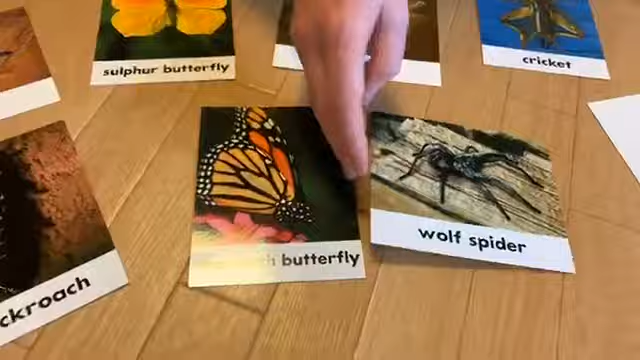 sulphur butterfly
cricket
butterfly
wolf spider
ckroach